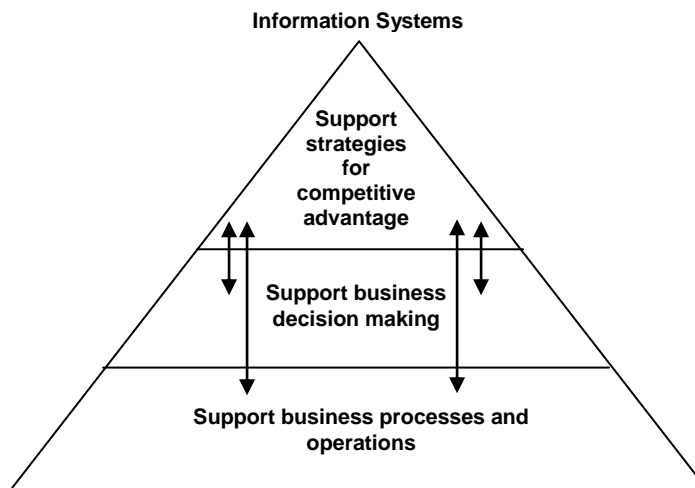 Information Systems
Support
strategies
for
competitive
advantage
Support business
decision making
Support business processes and
operations